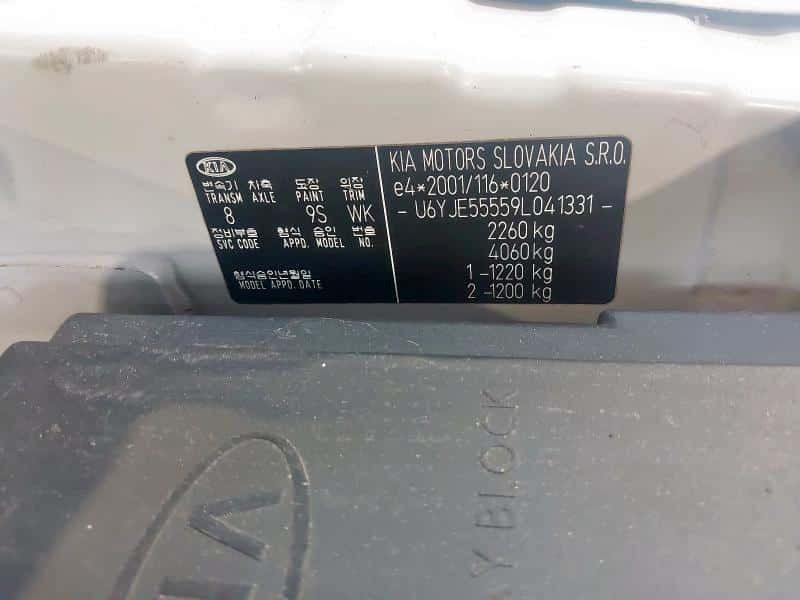 KIA
변속기 차축 도장 의장
TRANSM AXLE PAINT TRIM
8 9S WK
정비부호 형식 승인 번호
SVC CODE APPD. MODEL NO.
형식승인년월일
MODEL APPD. DATE
KIA MOTORS SLOVAKIA S.R.O.
e4*2001/116*0120
- U6YJE55559L041331 -
2260 kg
4060 kg
1 -1220 kg
2 -1200 kg
KIA
AY BLOCK